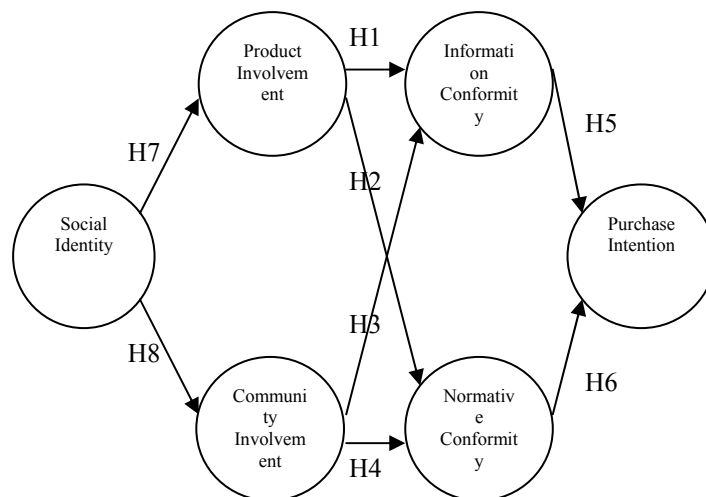 H1
Product
Involvem
ent
Informati
on
Conformit
y
H5
H7
H2
Social
Identity
Purchase
Intention
H3
H8
H6
Communi
ty
Involvem
ent
Normativ
e
Conformit
y
H4